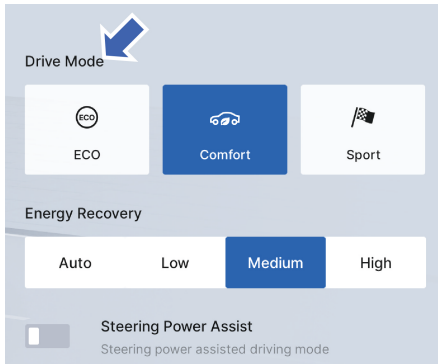 Drive Mode
ECO
ECO
Comfort
Sport
Energy Recovery
Auto
Low
Medium
High
Steering Power Assist
Steering power assisted driving mode